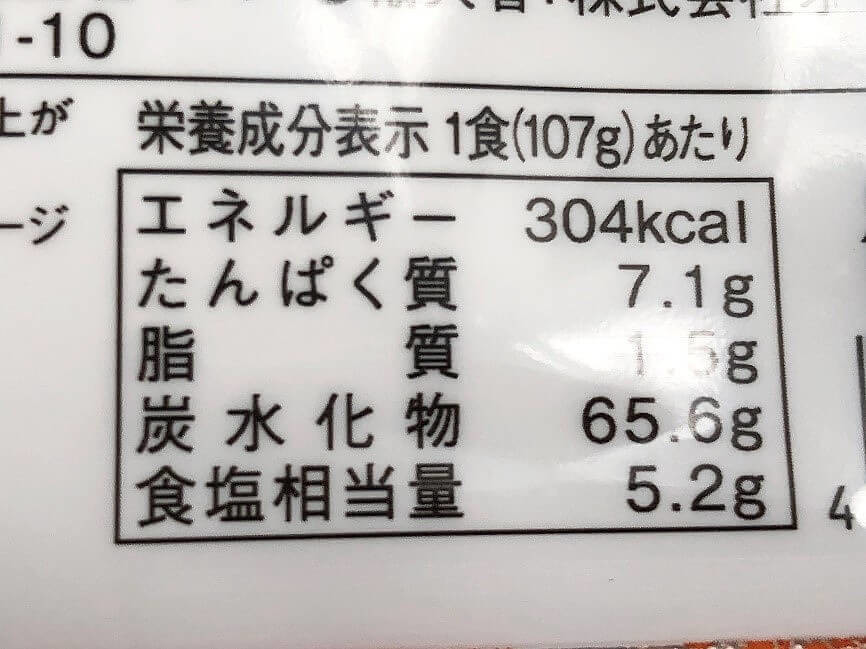 1-10
上が
ージ
栄養成分表示 1食(107g)あたり
エネルギー 304kcal
たんぱく質 7.1g
脂質 1.5g
炭水化物 65.6g
食塩相当量 5.2g
4